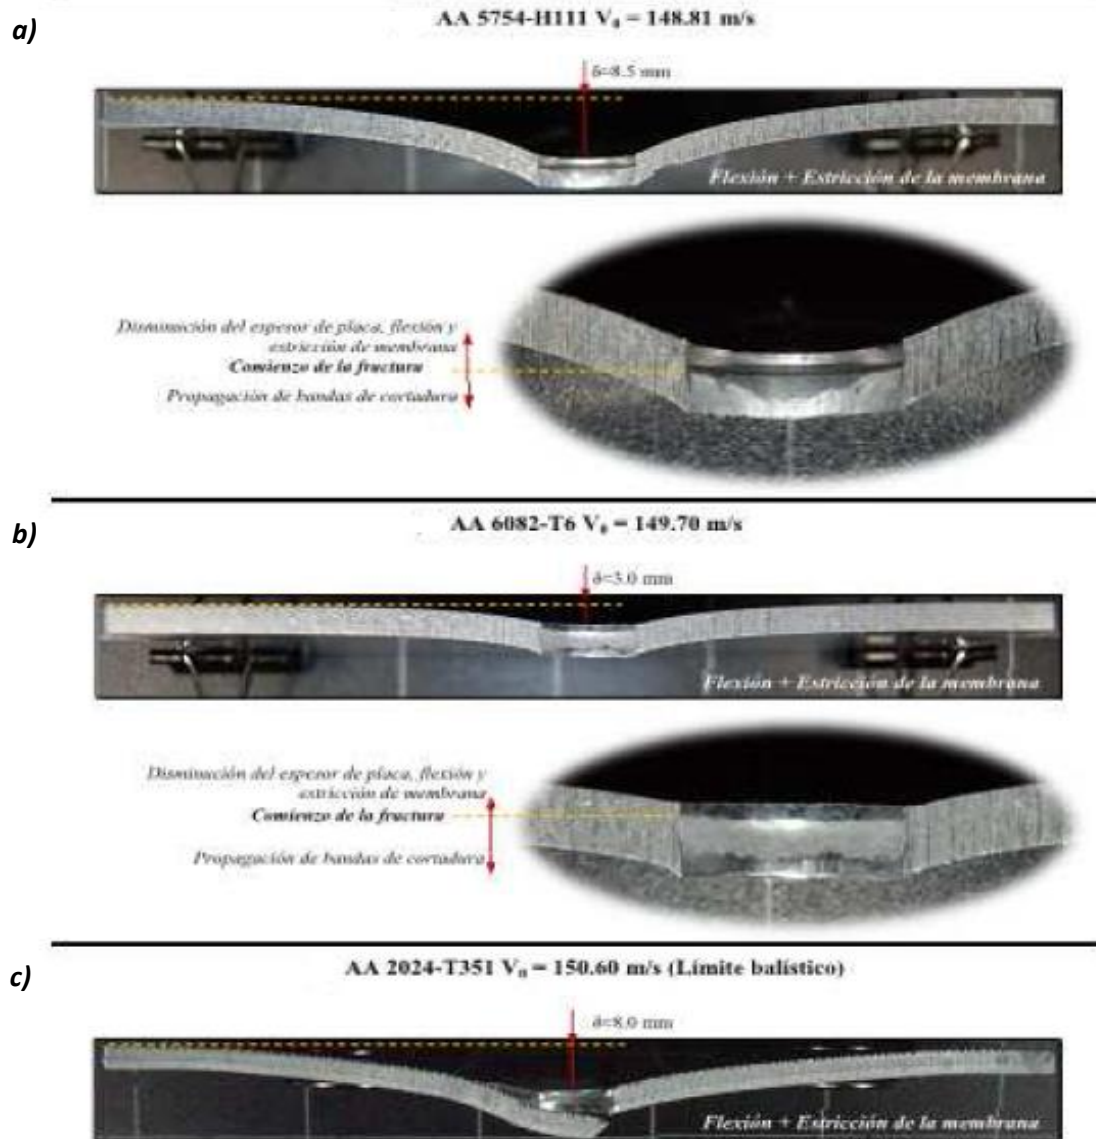 a)
AA 5754-H111 V₀ = 148.81 m/s
δ=8.5 mm
Flexión + Estricción de la membrana
Disminución del espesor de placa, flexión y
estricción de membrana
Comienzo de la fractura
Propagación de bandas de cortadura
b)
AA 6082-T6 V₀ = 149.70 m/s
δ=3.0 mm
Flexión + Estricción de la membrana
Disminución del espesor de placa, flexión y
estricción de membrana
Comienzo de la fractura
Propagación de bandas de cortadura
c)
AA 2024-T351 V₀ = 150.60 m/s (Límite balístico)
δ=8.0 mm
Flexión + Estricción de la membrana